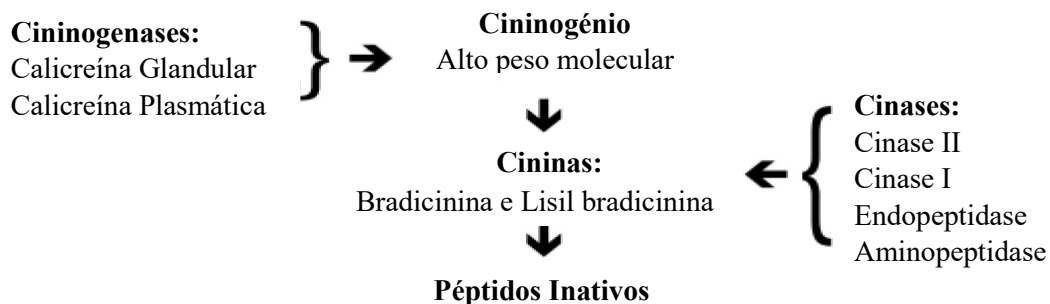 Cininogenases:
Calicreína Glandular
Calicreína Plasmática
Cininogénio
Alto peso molecular
Cininas:
Bradicinina e Lisil bradicinina
Cinases:
Cinase II
Cinase I
Endopeptidase
Aminopeptidase
Péptidos Inativos